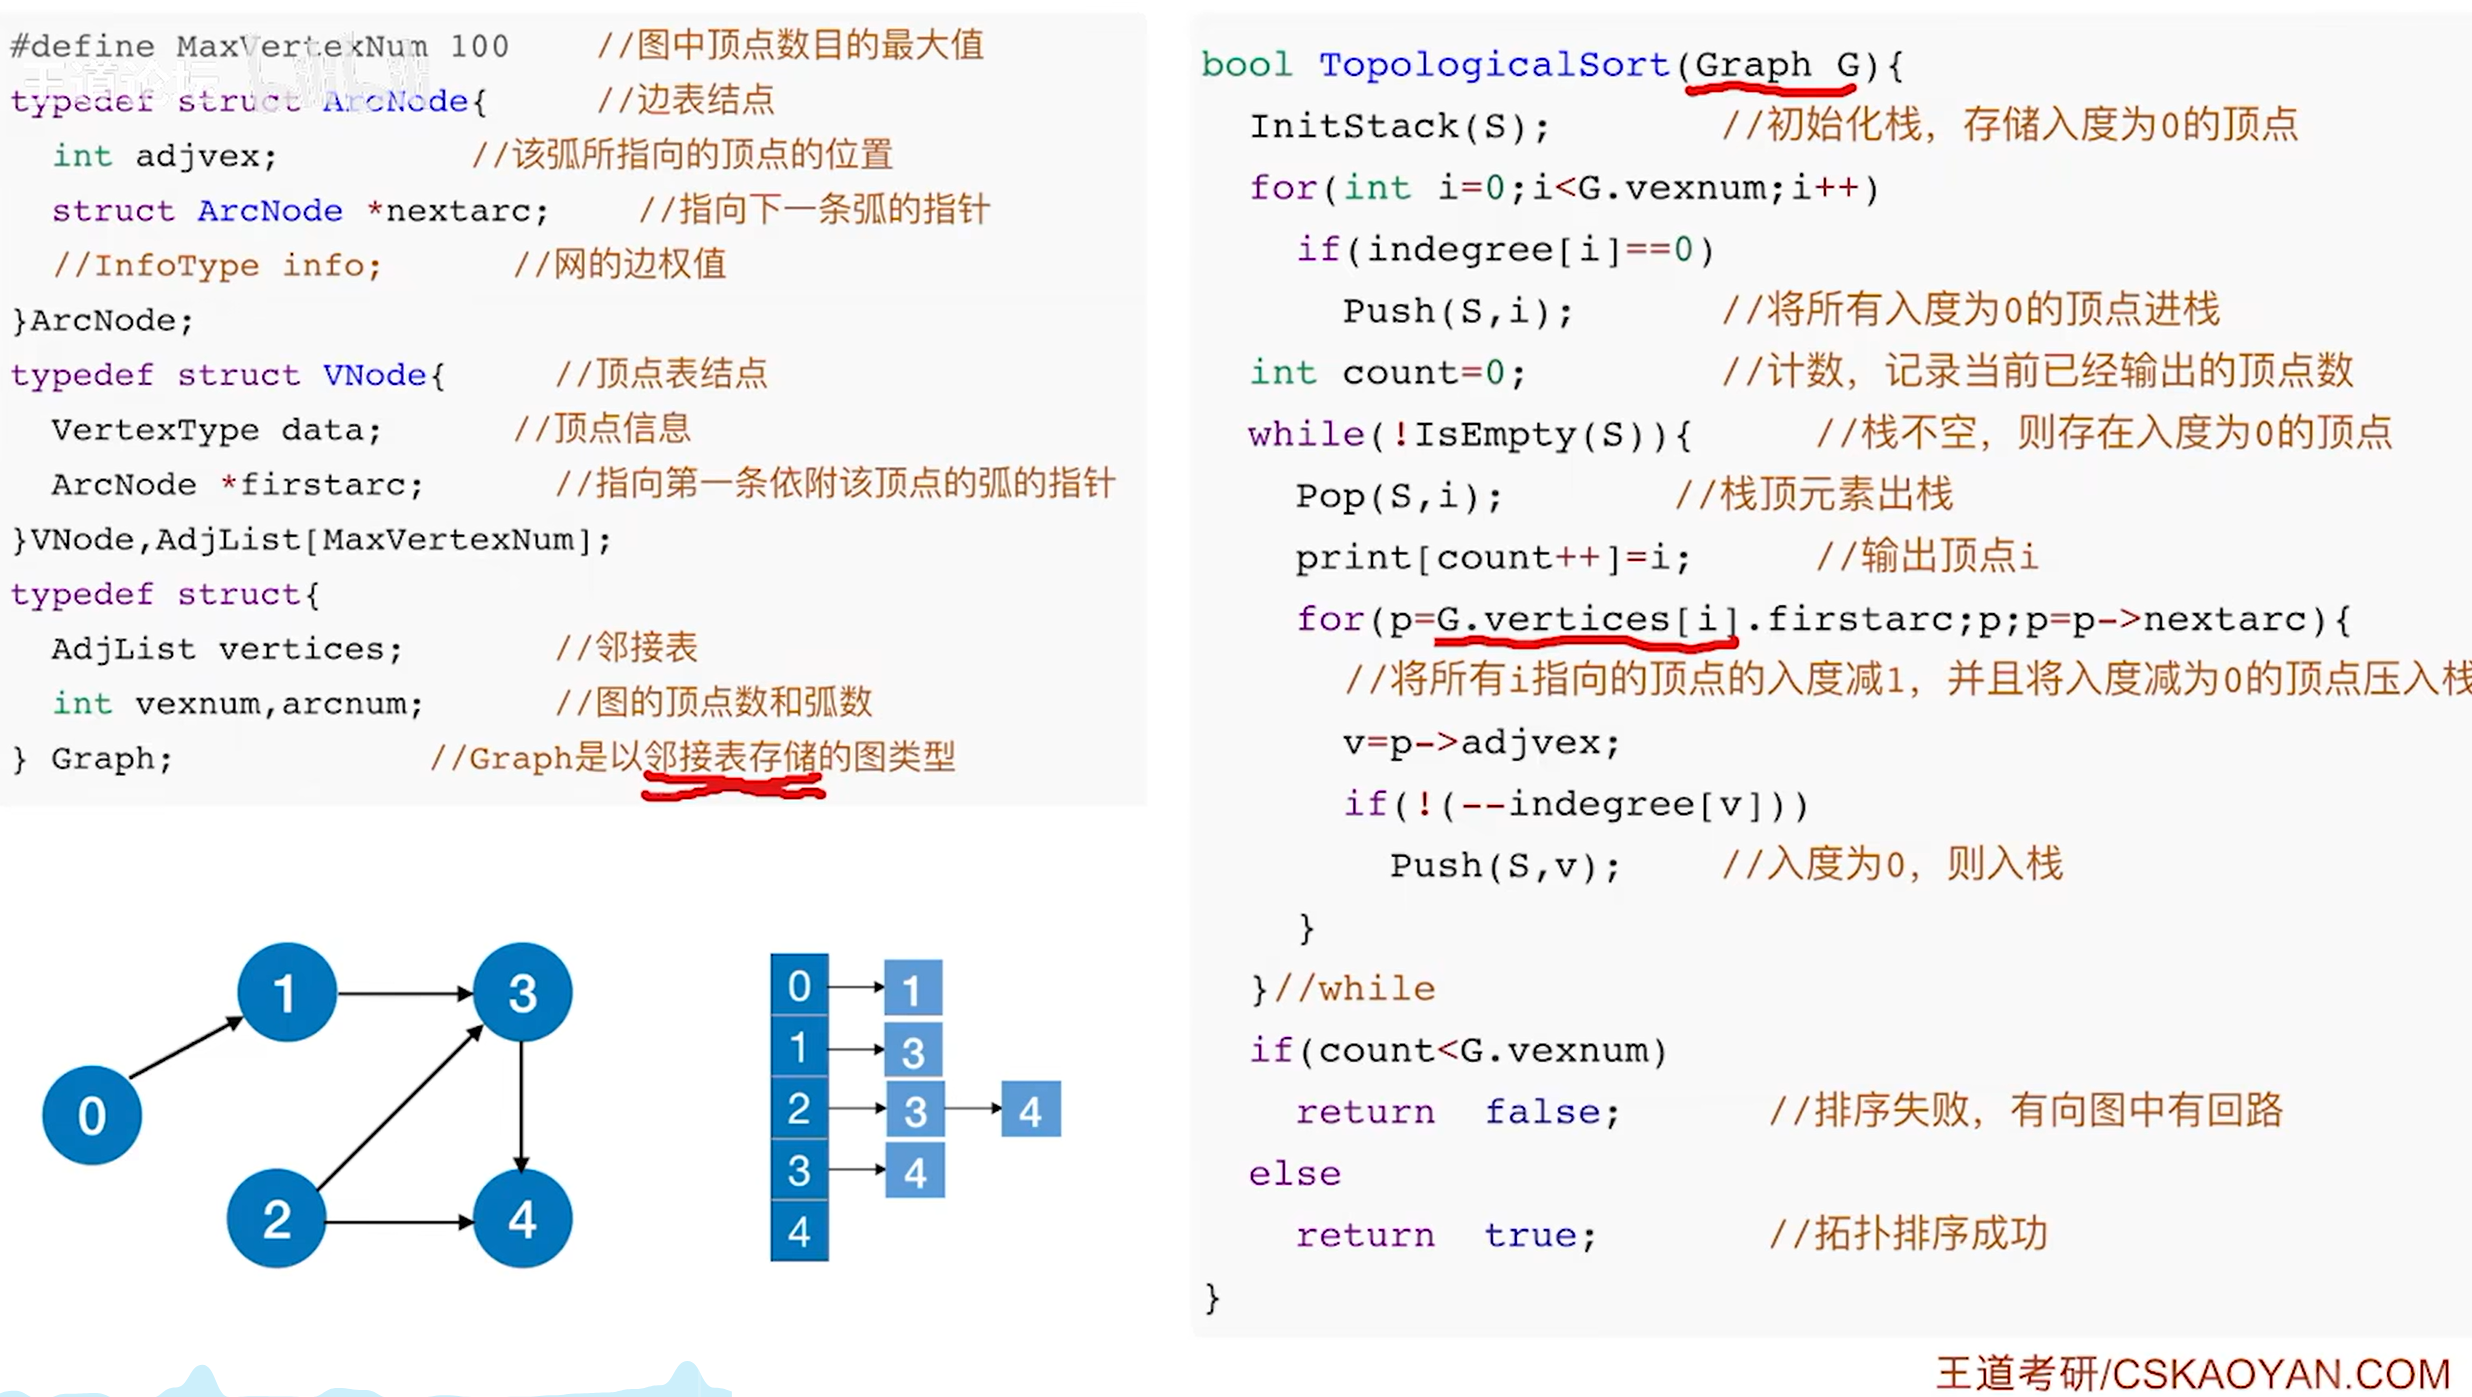 #define MaxVertexNum 100 //图中顶点数目的最大值
王道论坛
typedef struct ArcNode{ //边表结点
int adjvex; //该弧所指向的顶点的位置
struct ArcNode *nextarc; //指向下一条弧的指针
//InfoType info; //网的边权值
}ArcNode;
typedef struct VNode{ //顶点表结点
VertexType data; //顶点信息
ArcNode *firstarc; //指向第一条依附该顶点的弧的指针
}VNode,AdjList[MaxVertexNum];
typedef struct{
AdjList vertices; //邻接表
int vexnum,arcnum; //图的顶点数和弧数
} Graph; //Graph是以邻接表存储的图类型
1
3
0
2
4
0 1
1 3
2 3 4
3 4
4
bool TopologicalSort(Graph G){
InitStack(S); //初始化栈，存储入度为0的顶点
for(int i=0;i<G.vexnum;i++)
if(indegree[i]==0)
Push(S,i); //将所有入度为0的顶点进栈
int count=0; //计数，记录当前已经输出的顶点数
while(!IsEmpty(S)){ //栈不空，则存在入度为0的顶点
Pop(S,i); //栈顶元素出栈
print[count++]=i; //输出顶点i
for(p=G.vertices[i].firstarc;p;p=p->nextarc){
//将所有i指向的顶点的入度减1，并且将入度减为0的顶点压入栈
v=p->adjvex;
if(!(--indegree[v]))
Push(S,v); //入度为0，则入栈
}
}//while
if(count<G.vexnum)
return false; //排序失败，有向图中有回路
else
return true; //拓扑排序成功
}
王道考研/CSKAOYAN.COM